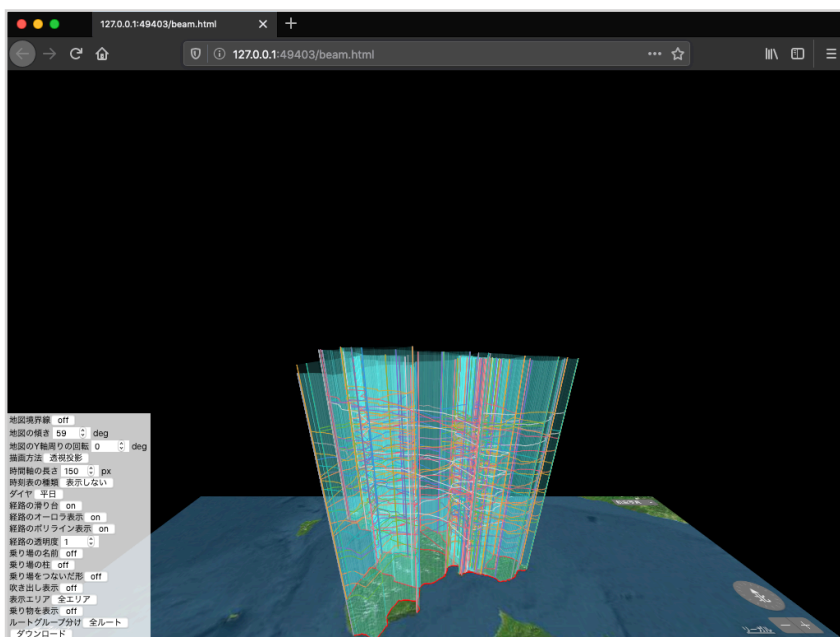 127.0.0.1:49403/beam.html
127.0.0.1:49403/beam.html
地図境界線 off
地図の傾き 59 deg
地図のY軸周りの回転 0 deg
描画方法 透視投影
時間軸の長さ 150 px
時刻表の種類 表示しない
ダイヤ 平日
経路の滑り台 on
経路のオーロラ表示 on
経路のポリライン表示 on
経路の透明度 1
乗り場の名前 off
乗り場の柱 off
乗り場をつないだ形 off
吹き出し表示 off
表示エリア 全エリア
乗り物を表示 off
ルートグループ分け 全ルート
ダウンロード